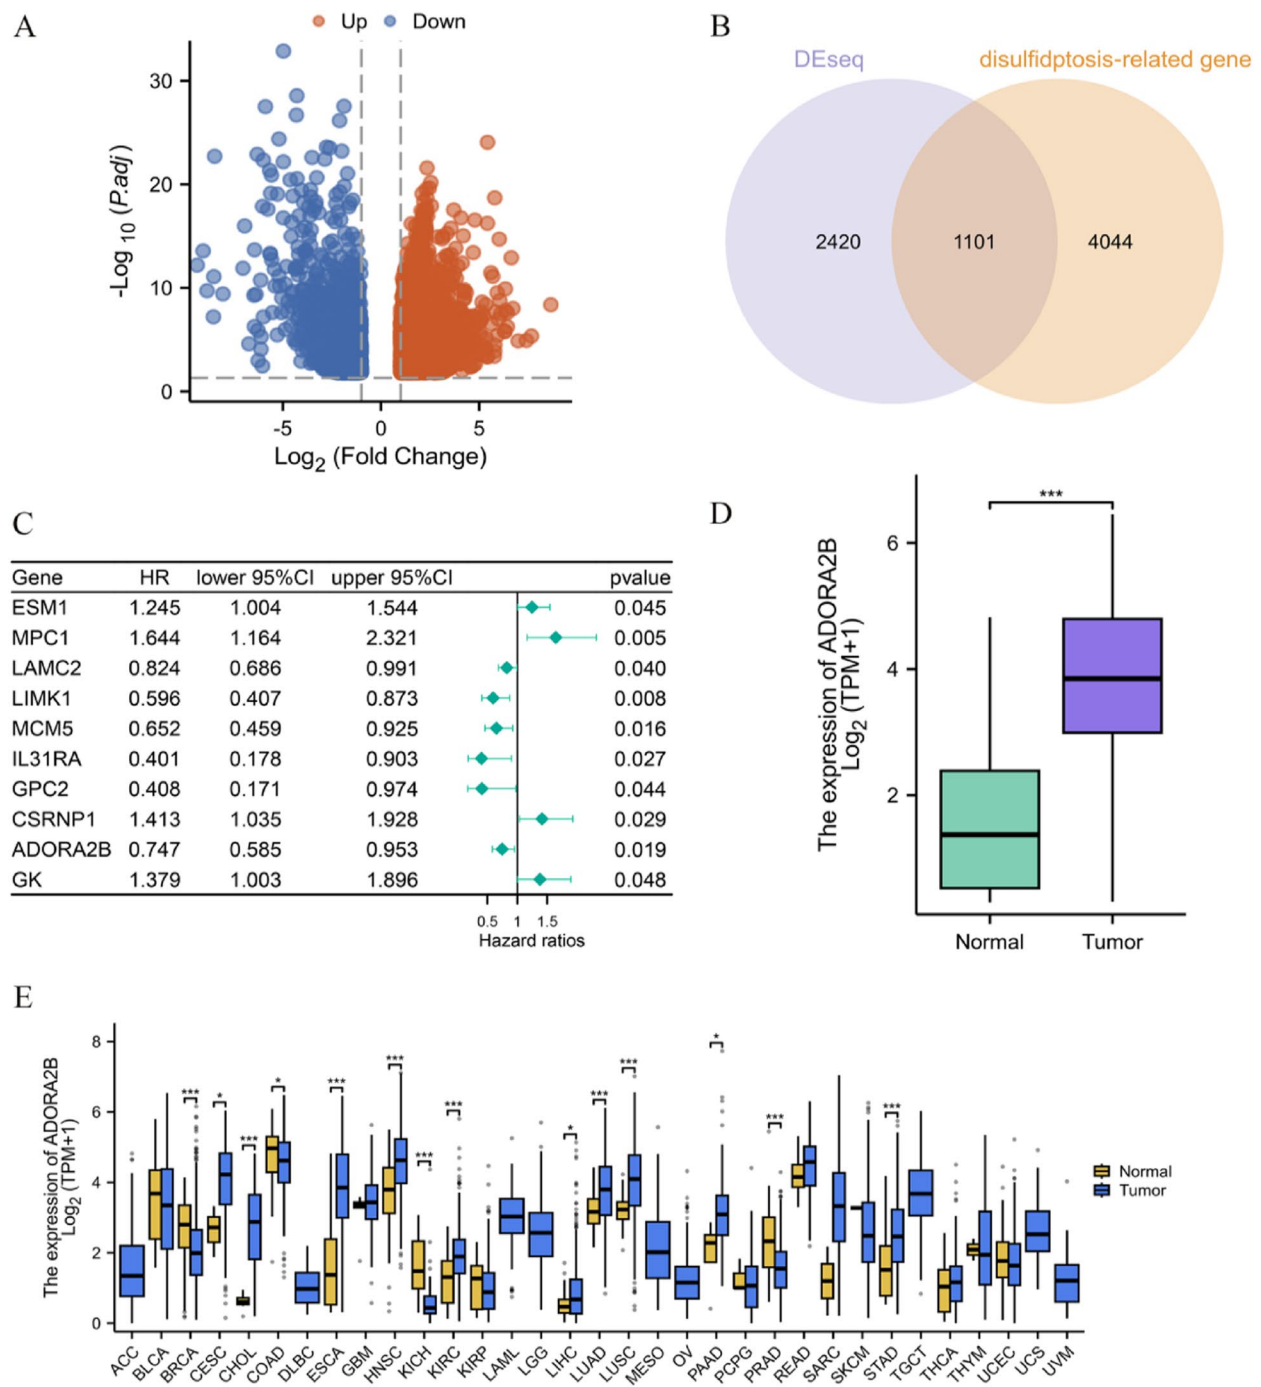 A
Up Down
30
20
10
0
-Log 10 (P.adj)
-5 0 5
Log2 (Fold Change)
B
DEseq disulfidptosis-related gene
2420 1101 4044
C
Gene HR lower 95%CI upper 95%CI pvalue
ESM1 1.245 1.004 1.544 0.045
MPC1 1.644 1.164 2.321 0.005
LAMC2 0.824 0.686 0.991 0.040
LIMK1 0.596 0.407 0.873 0.008
MCM5 0.652 0.459 0.925 0.016
IL31RA 0.401 0.178 0.903 0.027
GPC2 0.408 0.171 0.974 0.044
CSRNP1 1.413 1.035 1.928 0.029
ADORA2B 0.747 0.585 0.953 0.019
GK 1.379 1.003 1.896 0.048
0.5 1 1.5
Hazard ratios
D
***
6
4
2
The expression of ADORA2B
Log2 (TPM+1)
Normal Tumor
E
The expression of ADORA2B
Log2 (TPM+1)
8
6
4
2
0
*** * *** * *** *** *** *** * *** *** * *** ***
Normal
Tumor
ACC BLCA BRCA CESC CHOL COAD DLBC ESCA GBM HNSC KICH KIRC KIRP LAML LGG LIHC LUAD LUSC MESO OV PAAD PCPG PRAD READ SARC SKCM STAD TGCT THCA THYM UCEC UCS UVM